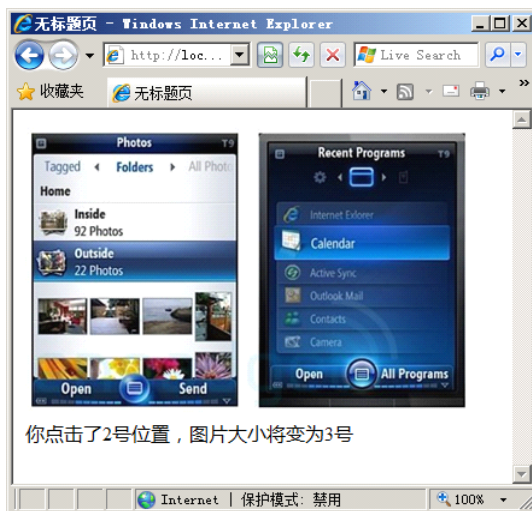 无标题页 - Windows Internet Explorer
http://loc...
Live Search
收藏夹
无标题页
Photos
T9
Tagged
Folders
All Phot
Home
Inside
92 Photos
Outside
22 Photos
Open
Send
Recent Programs
T9
Internet Exlorer
Calendar
Active Sync
Outlook Mail
Contacts
Camera
Open
All Programs
你点击了2号位置，图片大小将变为3号
Internet | 保护模式: 禁用
100%